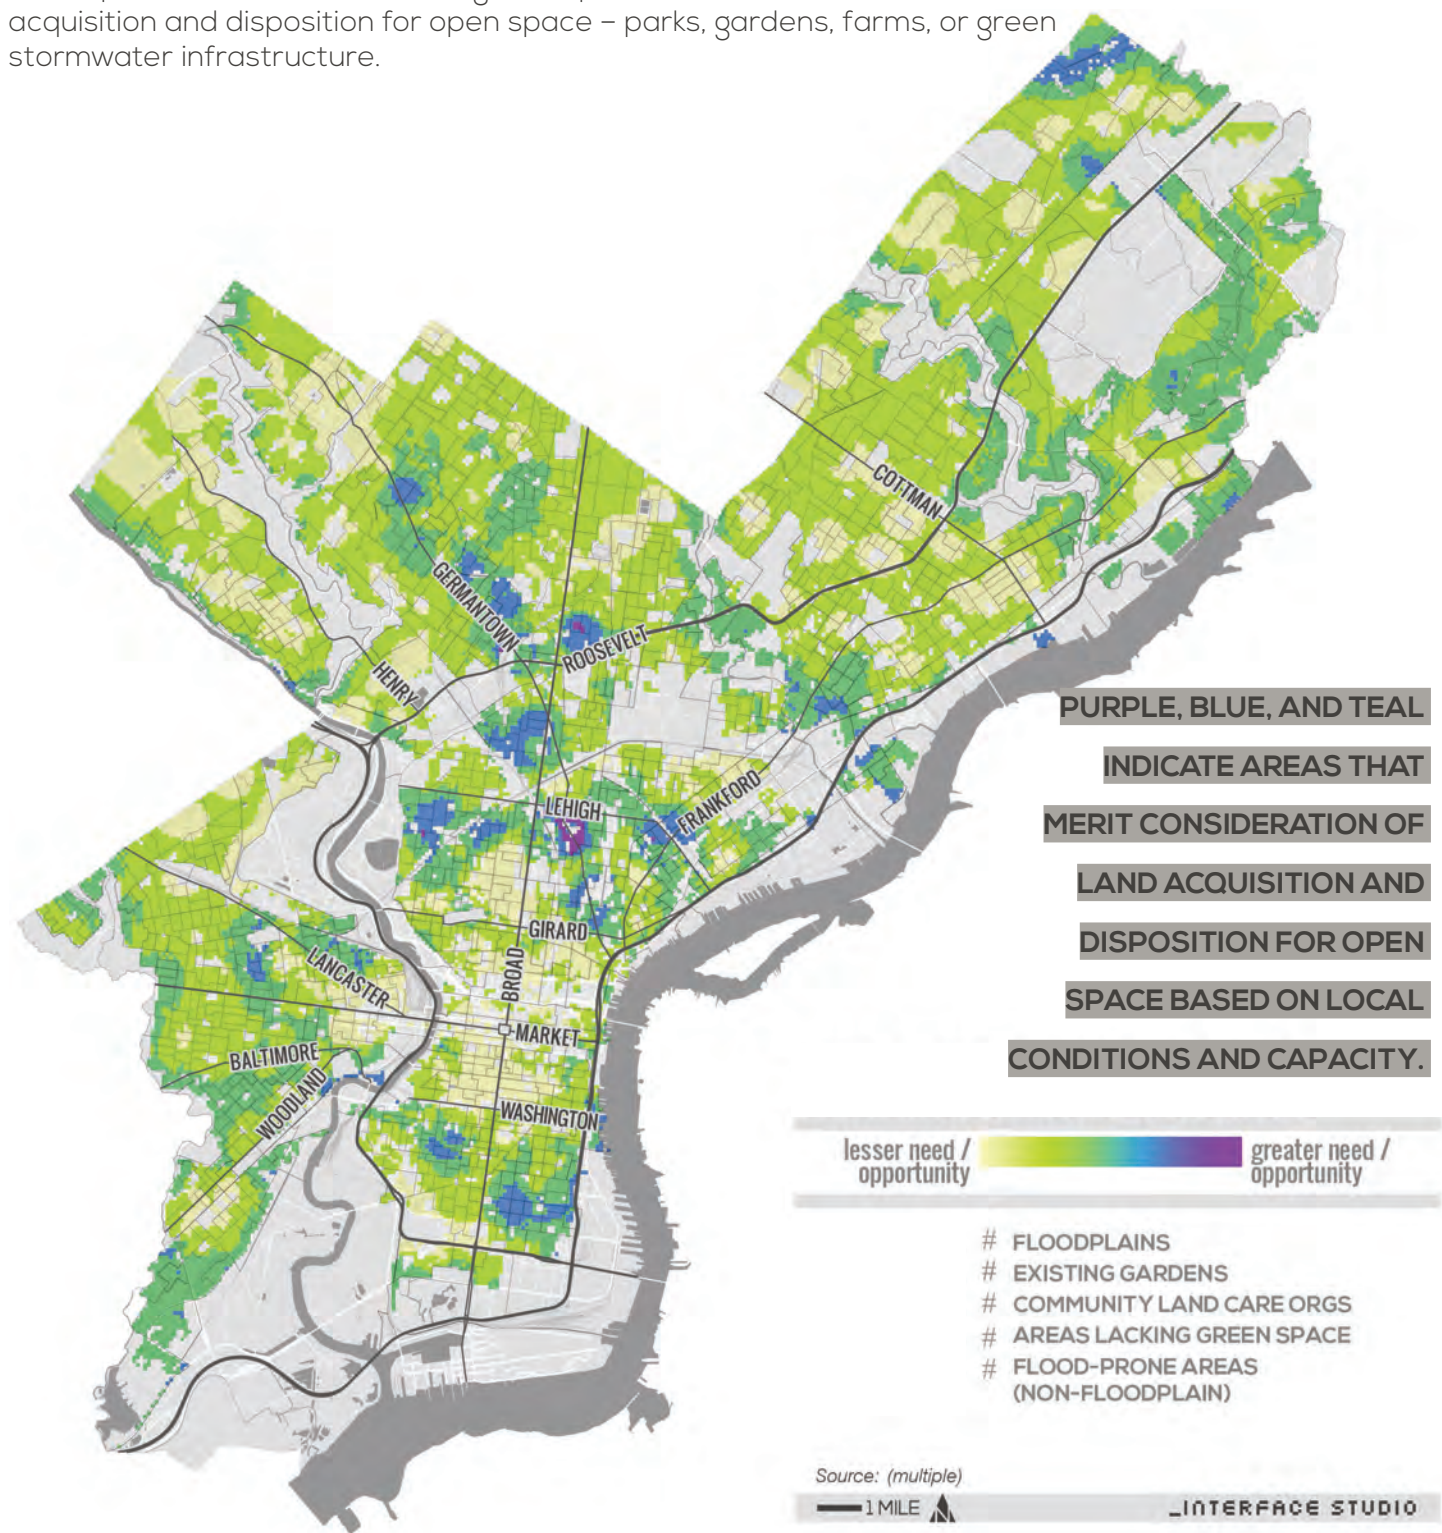 acquisition and disposition for open space – parks, gardens, farms, or green
stormwater infrastructure.
COTTMAN
GERMANTOWN
ROOSEVELT
HENRY
PURPLE, BLUE, AND TEAL
INDICATE AREAS THAT
MERIT CONSIDERATION OF
LAND ACQUISITION AND
DISPOSITION FOR OPEN
SPACE BASED ON LOCAL
CONDITIONS AND CAPACITY.
LEHIGH
FRANKFORD
GIRARD
BROAD
LANCASTER
MARKET
BALTIMORE
WOODLAND
WASHINGTON
lesser need /
opportunity
greater need /
opportunity
# FLOODPLAINS
# EXISTING GARDENS
# COMMUNITY LAND CARE ORGS
# AREAS LACKING GREEN SPACE
# FLOOD-PRONE AREAS
(NON-FLOODPLAIN)
Source: (multiple)
1 MILE
_INTERFACE STUDIO